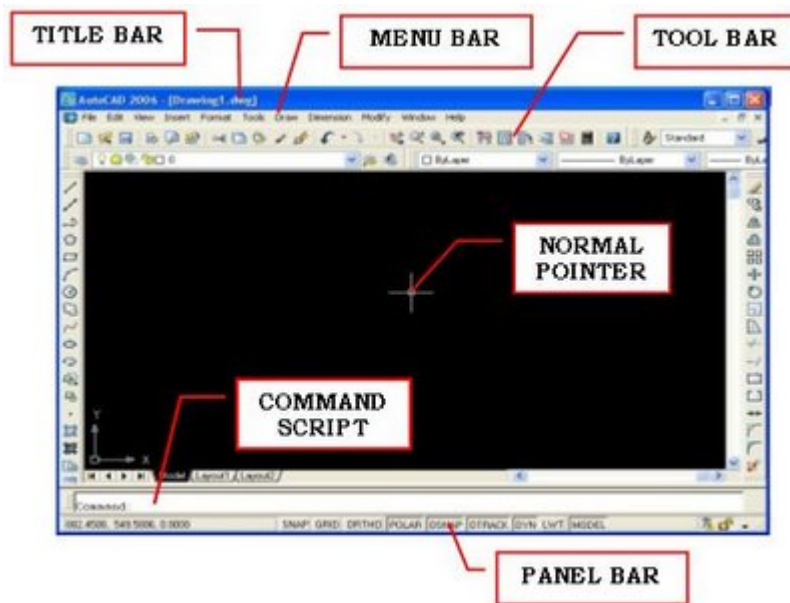 TITLE BAR
MENU BAR
TOOL BAR
AutoCAD 2006 - [Drawing1.dwg]
File Edit View Insert Format Tools Draw Dimension Modify Window Help
Standard
0
ByLayer
ByLayer
ByLayer
NORMAL
POINTER
COMMAND
SCRIPT
Y
X
Model Layout1 Layout2
Command:
SNAP GRID ORTHO POLAR OSNAP OTRACK DYN LWT MODEL
PANEL BAR